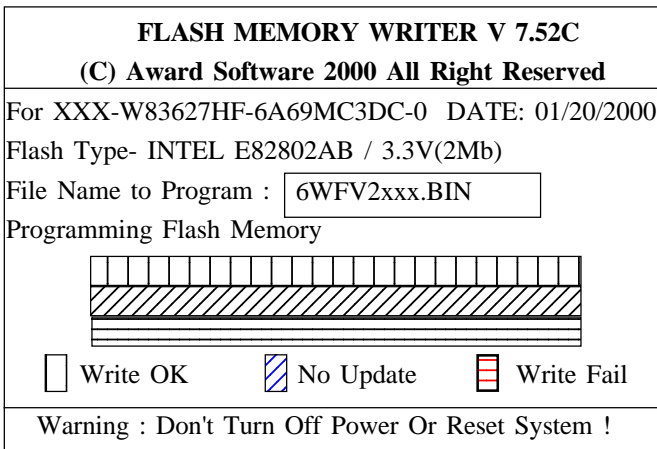 FLASH MEMORY WRITER V 7.52C
(C) Award Software 2000 All Right Reserved
For XXX-W83627HF-6A69MC3DC-0 DATE: 01/20/2000
Flash Type- INTEL E82802AB / 3.3V(2Mb)
File Name to Program : 6WFV2xxx.BIN
Programming Flash Memory
Write OK No Update Write Fail
Warning : Don't Turn Off Power Or Reset System !